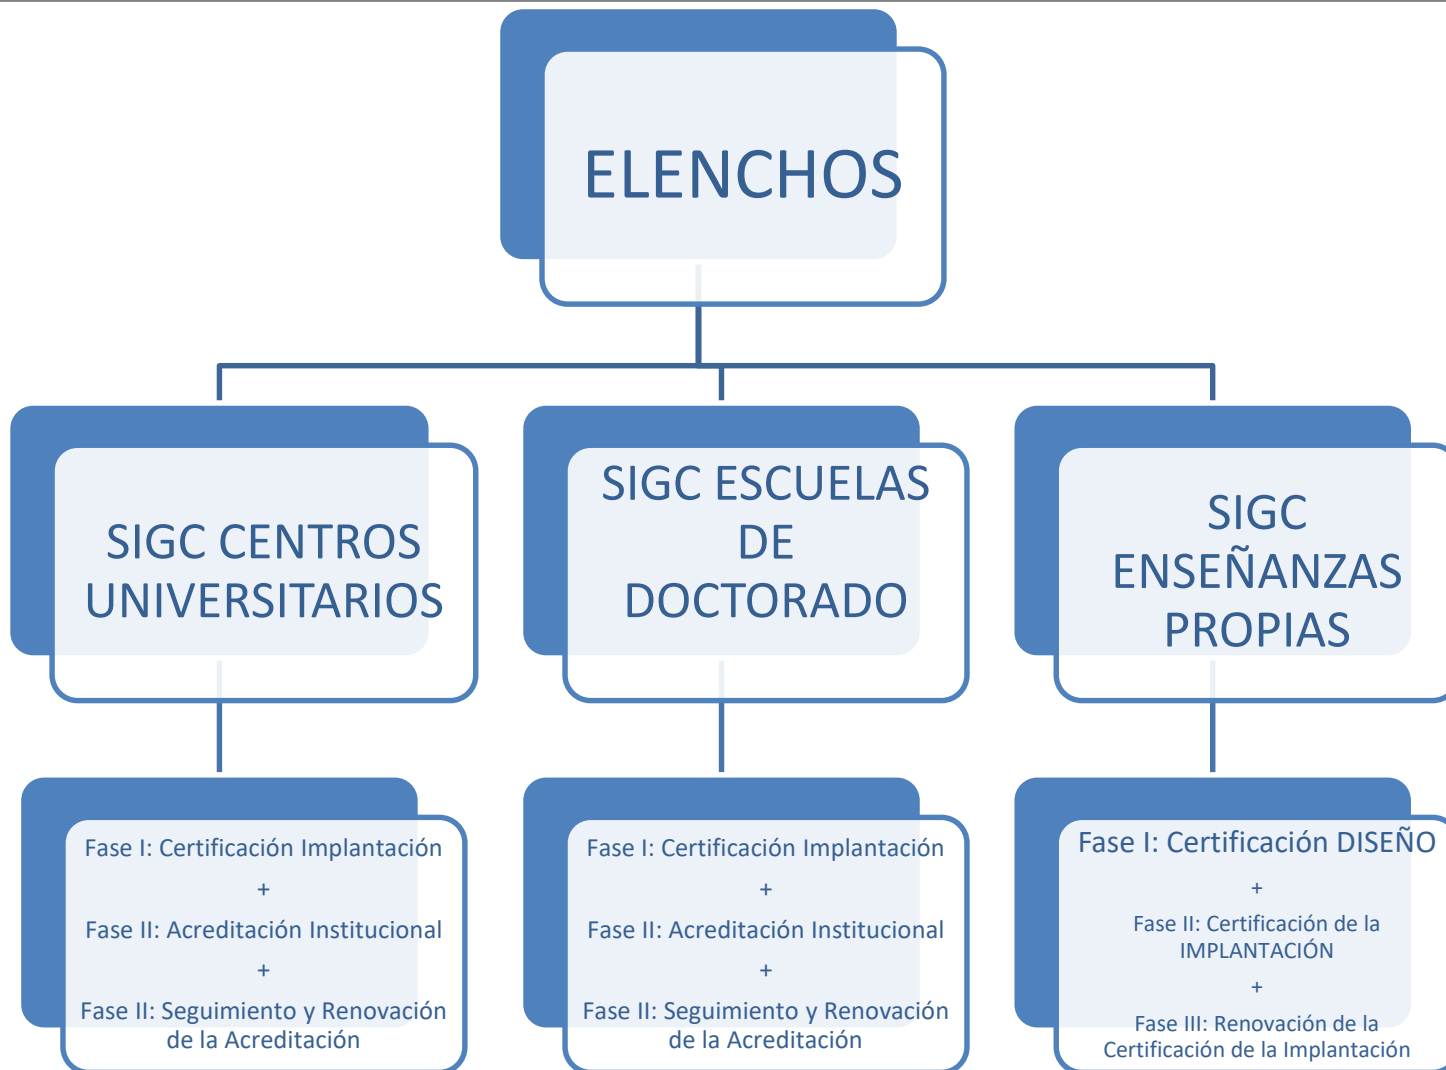 ELENCHOS
SIGC CENTROS
UNIVERSITARIOS
SIGC ESCUELAS
DE
DOCTORADO
SIGC
ENSEÑANZAS
PROPIAS
Fase I: Certificación Implantación
+
Fase II: Acreditación Institucional
+
Fase II: Seguimiento y Renovación
de la Acreditación
Fase I: Certificación Implantación
+
Fase II: Acreditación Institucional
+
Fase II: Seguimiento y Renovación
de la Acreditación
Fase I: Certificación DISEÑO
+
Fase II: Certificación de la
IMPLANTACIÓN
+
Fase III: Renovación de la
Certificación de la Implantación